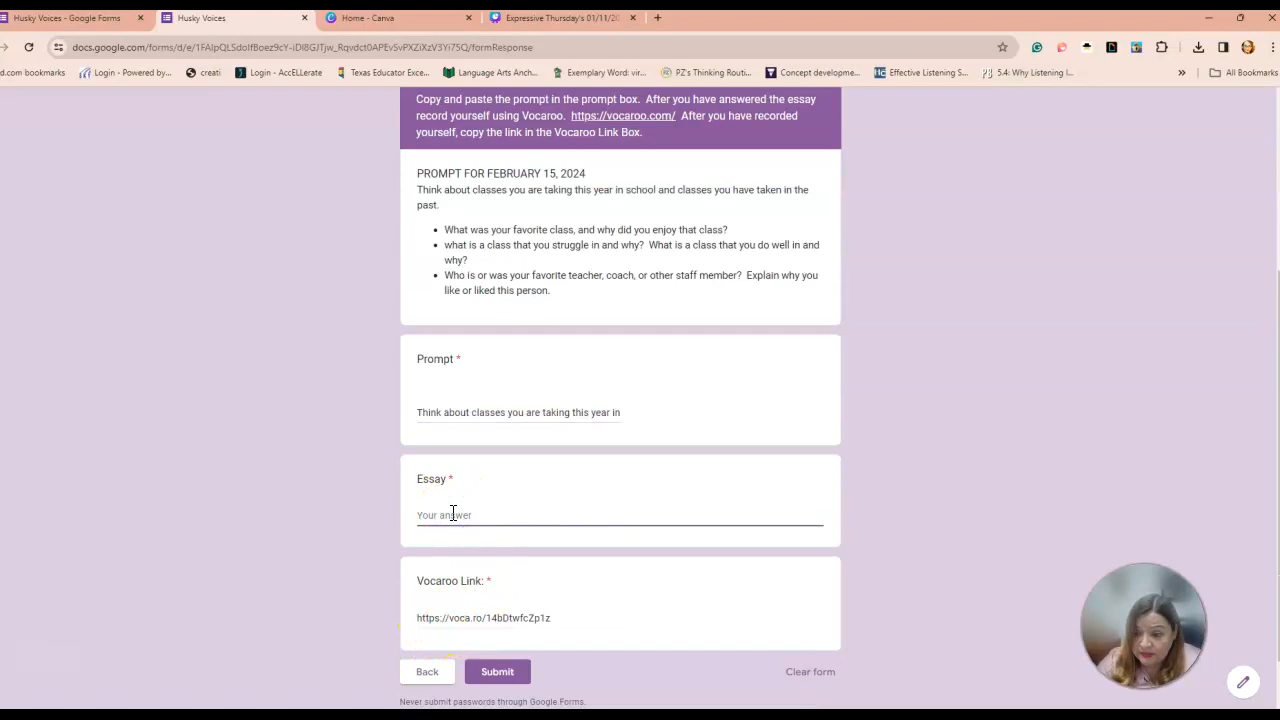 Husky Voices - Google Forms
Husky Voices
Home - Canva
Expressive Thursday's 01/11/20
docs.google.com/forms/d/e/1FAIpQLSdoIfBoez9cY-iDl8GJTjw_Rqvdct0APEvSvPXZiXzV3Yi75Q/formResponse
d.com bookmarks
Login - Powered by...
creati
Login - AccELLerate
Texas Educator Exce...
Language Arts Anch...
Exemplary Word: vir...
PZ's Thinking Routi...
Concept developme...
Effective Listening S...
5.4: Why Listening I...
All Bookmarks
Copy and paste the prompt in the prompt box. After you have answered the essay
record yourself using Vocaroo. https://vocaroo.com/ After you have recorded
yourself, copy the link in the Vocaroo Link Box.
PROMPT FOR FEBRUARY 15, 2024
Think about classes you are taking this year in school and classes you have taken in the
past.
• What was your favorite class, and why did you enjoy that class?
• what is a class that you struggle in and why? What is a class that you do well in and
why?
• Who is or was your favorite teacher, coach, or other staff member? Explain why you
like or liked this person.
Prompt *
Think about classes you are taking this year in
Essay *
Your answer
Vocaroo Link: *
https://voca.ro/14bDtwfcZp1z
Back
Submit
Clear form
Never submit passwords through Google Forms.